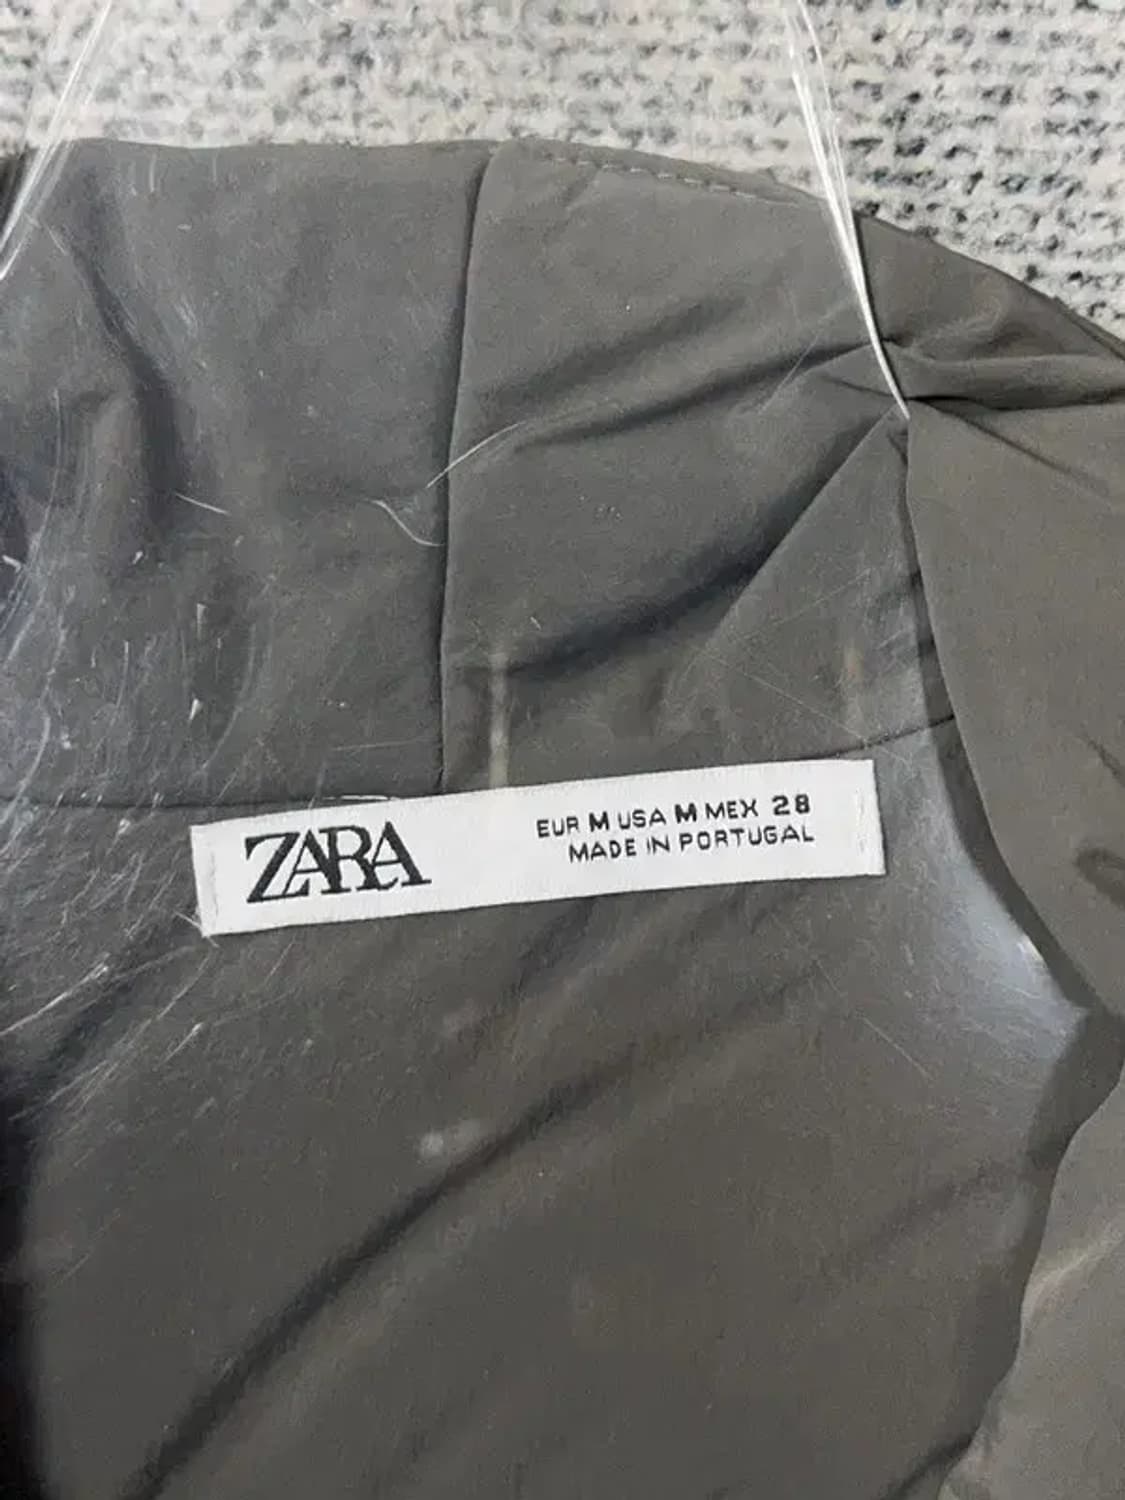 ZARA
EUR M USA M MEX 28
MADE IN PORTUGAL